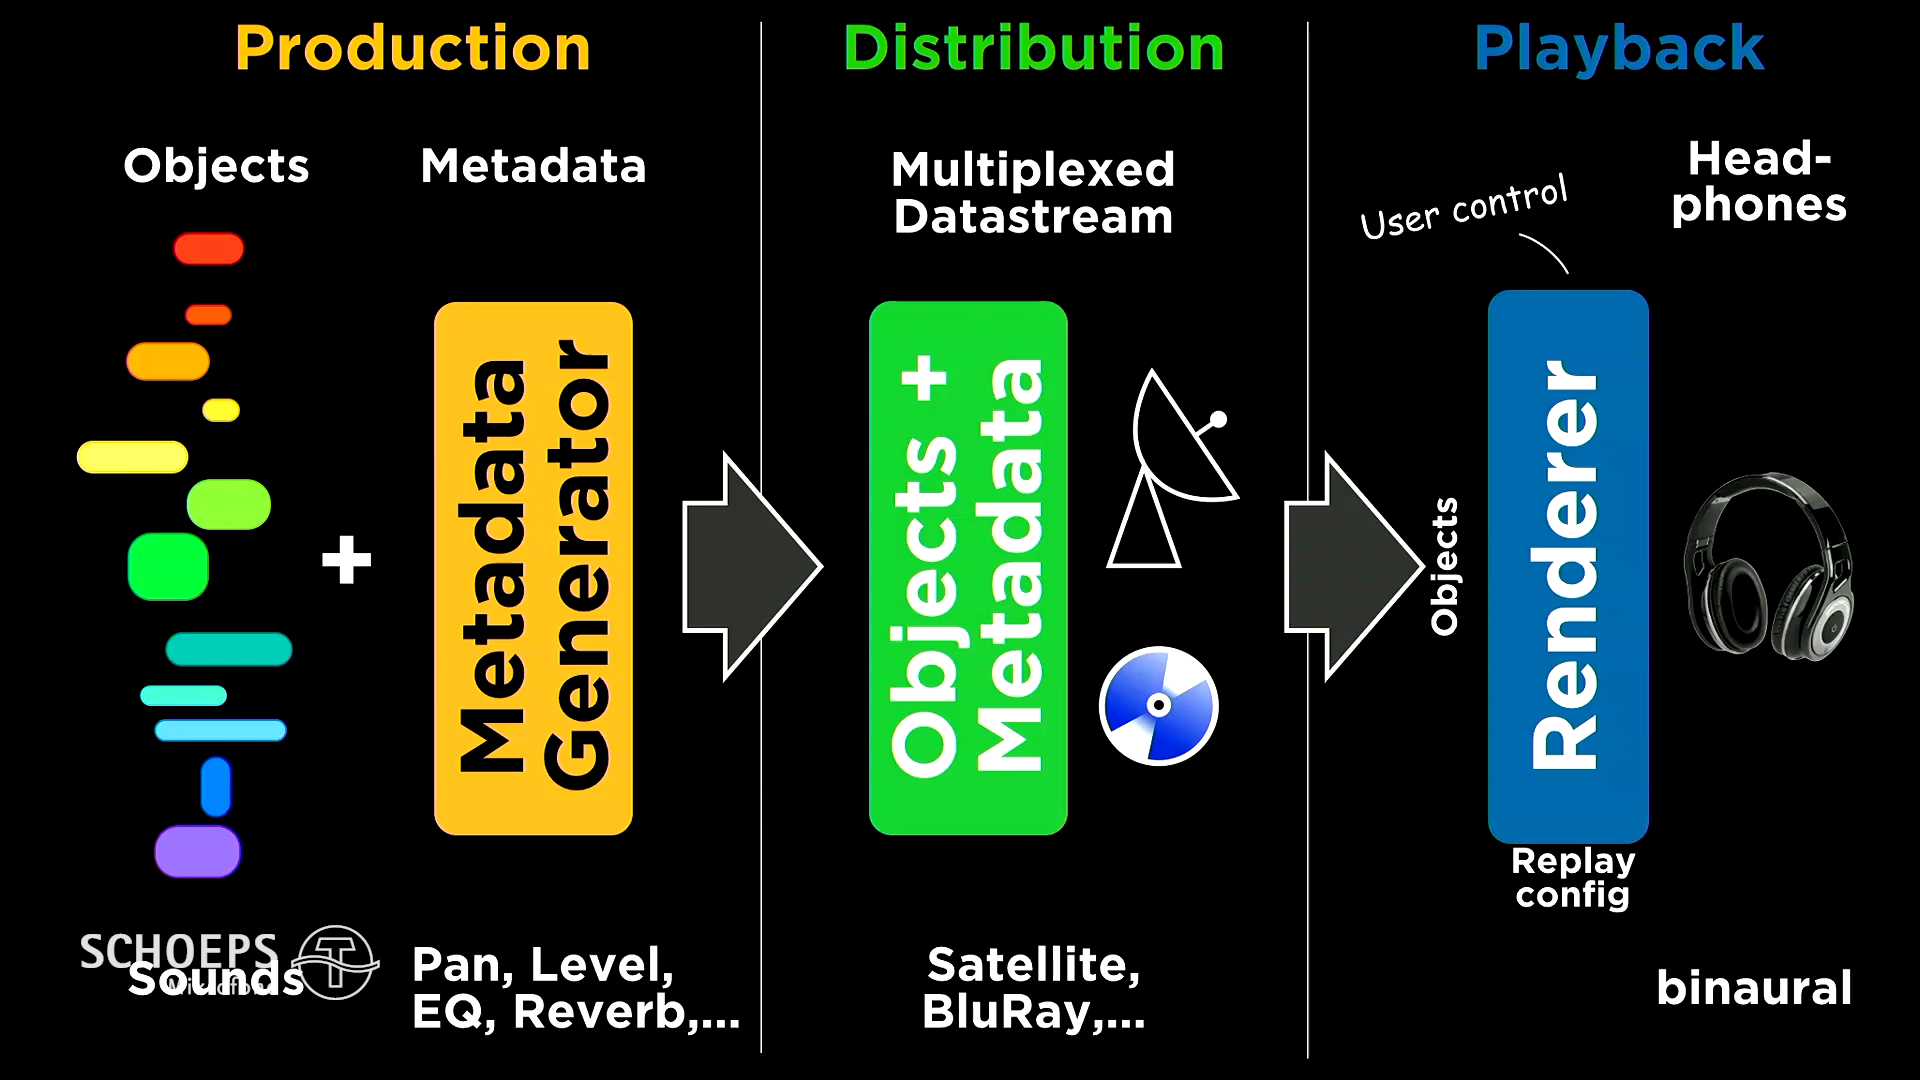 Production
Distribution
Playback
Objects
Metadata
Multiplexed
Datastream
User control
Head-
phones
Metadata
Generator
Objects +
Metadata
Objects
Renderer
Replay
config
SCHOEPS
Sounds
Pan, Level,
EQ, Reverb,...
Satellite,
BluRay,...
binaural